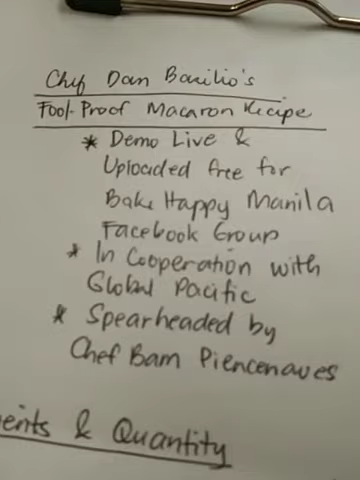 Chef Dan Basilio's
Fool-Proof Macaron Recipe
* Demo Live &
Uploaded free for
Bake Happy Manila
Facebook Group
* In Cooperation with
Global Pacific
* Spearheaded by
Chef Bam Piencenaves
ents & Quantity